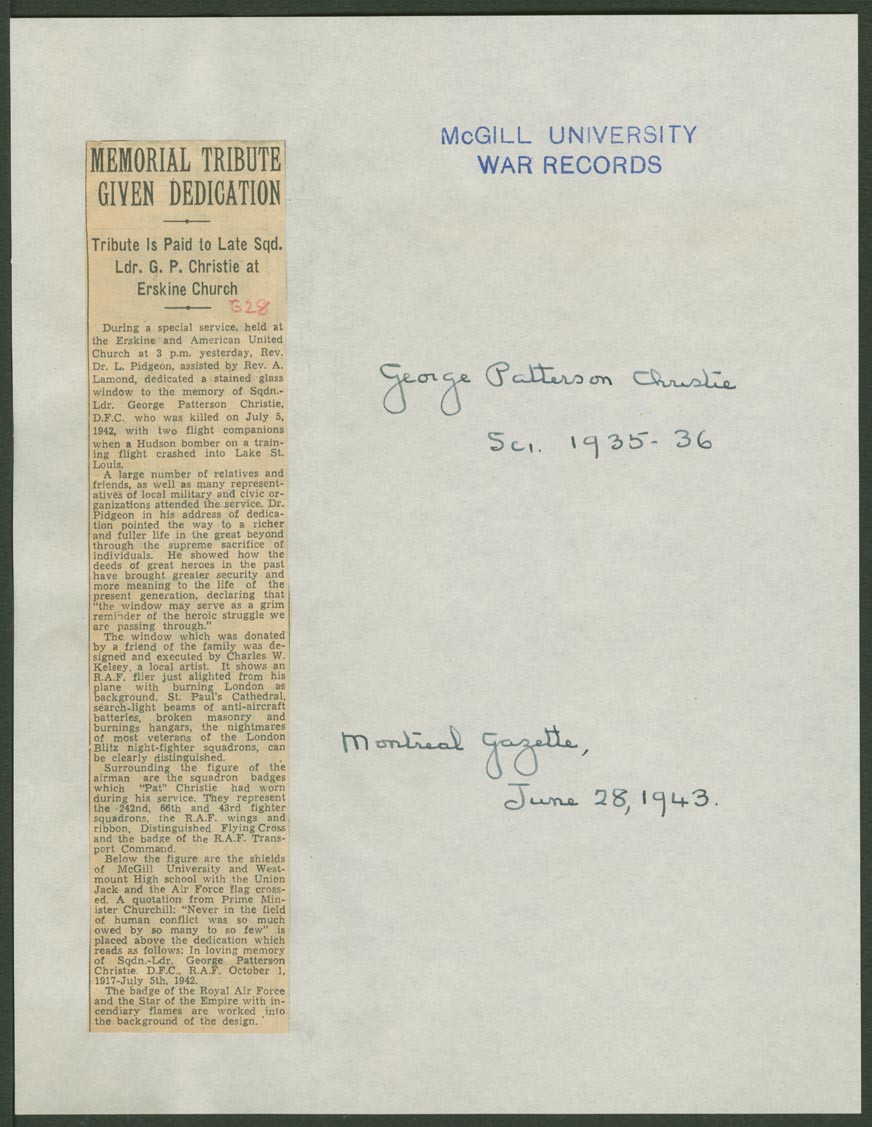 McGILL UNIVERSITY
WAR RECORDS
MEMORIAL TRIBUTE
GIVEN DEDICATION
Tribute Is Paid to Late Sqd.
Ldr. G. P. Christie at
Erskine Church
G28
During a special service, held at
the Erskine and American United
Church at 3 p.m. yesterday, Rev.
Dr. L. Pidgeon, assisted by Rev. A.
Lamond, dedicated a stained glass
window to the memory of Sqdn.-
Ldr. George Patterson Christie,
D.F.C. who was killed on July 5,
1942, with two flight companions
when a Hudson bomber on a train-
ing flight crashed into Lake St.
Louis.
A large number of relatives and
friends, as well as many represent-
atives of local military and civic or-
ganizations attended the service. Dr.
Pidgeon in his address of dedica-
tion pointed the way to a richer
and fuller life in the great beyond
through the supreme sacrifice of
individuals. He showed how the
deeds of great heroes in the past
have brought greater security and
more meaning to the life of the
present generation, declaring that
"the window may serve as a grim
reminder of the heroic struggle we
are passing through."
The window which was donated
by a friend of the family was de-
signed and executed by Charles W.
Kelsey, a local artist. It shows an
R.A.F. flier just alighted from his
plane with burning London as
background. St. Paul's Cathedral,
search-light beams of anti-aircraft
batteries, broken masonry and
burnings hangars, the nightmares
of most veterans of the London
Blitz night-fighter squadrons, can
be clearly distinguished.
Surrounding the figure of the
airman are the squadron badges
which "Pat" Christie had worn
during his service. They represent
the 242nd, 66th and 43rd fighter
squadrons, the R.A.F. wings and
ribbon, Distinguished Flying Cross
and the badge of the R.A.F. Trans-
port Command.
Below the figure are the shields
of McGill University and West-
mount High school with the Union
Jack and the Air Force flag cross-
ed. A quotation from Prime Min-
ister Churchill: "Never in the field
of human conflict was so much
owed by so many to so few" is
placed above the dedication which
reads as follows: In loving memory
of Sqdn.-Ldr. George Patterson
Christie. D.F.C., R.A.F. October 1,
1917-July 5th, 1942.
The badge of the Royal Air Force
and the Star of the Empire with in-
cendiary flames are worked into
the background of the design.
George Patterson Christie
Sci. 1935-36
Montreal Gazette,
June 28, 1943.